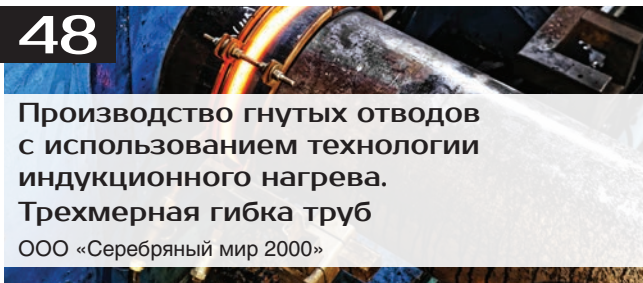 48
Производство гнутых отводов
с использованием технологии
индукционного нагрева.
Трехмерная гибка труб
ООО «Серебряный мир 2000»